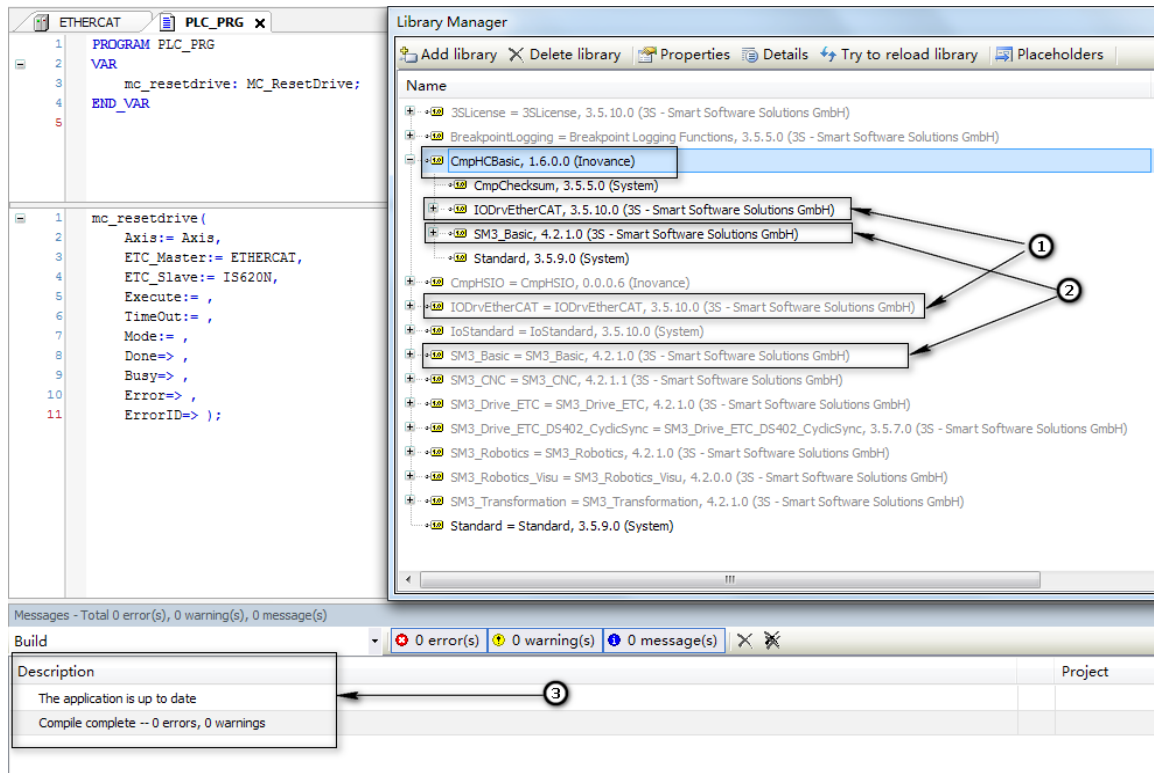 ETHERCAT
PLC_PRG
1 PROGRAM PLC_PRG
2 VAR
3 mc_resetdrive: MC_ResetDrive;
4 END_VAR
5
1 mc_resetdrive(
2 Axis:= Axis,
3 ETC_Master:= ETHERCAT,
4 ETC_Slave:= IS620N,
5 Execute:= ,
6 TimeOut:= ,
7 Mode:= ,
8 Done=> ,
9 Busy=> ,
10 Error=> ,
11 ErrorID=> );
Library Manager
Add library Delete library Properties Details Try to reload library Placeholders
Name
3SLicense = 3SLicense, 3.5.10.0 (3S - Smart Software Solutions GmbH)
BreakpointLogging = Breakpoint Logging Functions, 3.5.5.0 (3S - Smart Software Solutions GmbH)
CmpHCBasic, 1.6.0.0 (Inovance)
CmpChecksum, 3.5.5.0 (System)
IODrvEtherCAT, 3.5.10.0 (3S - Smart Software Solutions GmbH)
SM3_Basic, 4.2.1.0 (3S - Smart Software Solutions GmbH)
Standard, 3.5.9.0 (System)
CmpHSIO = CmpHSIO, 0.0.0.6 (Inovance)
IODrvEtherCAT = IODrvEtherCAT, 3.5.10.0 (3S - Smart Software Solutions GmbH)
IoStandard = IoStandard, 3.5.10.0 (System)
SM3_Basic = SM3_Basic, 4.2.1.0 (3S - Smart Software Solutions GmbH)
SM3_CNC = SM3_CNC, 4.2.1.1 (3S - Smart Software Solutions GmbH)
SM3_Drive_ETC = SM3_Drive_ETC, 4.2.1.0 (3S - Smart Software Solutions GmbH)
SM3_Drive_ETC_DS402_CyclicSync = SM3_Drive_ETC_DS402_CyclicSync, 3.5.7.0 (3S - Smart Software Solutions GmbH)
SM3_Robotics = SM3_Robotics, 4.2.1.0 (3S - Smart Software Solutions GmbH)
SM3_Robotics_Visu = SM3_Robotics_Visu, 4.2.0.0 (3S - Smart Software Solutions GmbH)
SM3_Transformation = SM3_Transformation, 4.2.1.0 (3S - Smart Software Solutions GmbH)
Standard = Standard, 3.5.9.0 (System)
1
2
Messages - Total 0 error(s), 0 warning(s), 0 message(s)
Build 0 error(s) 0 warning(s) 0 message(s)
Description Project
The application is up to date
Compile complete -- 0 errors, 0 warnings
3